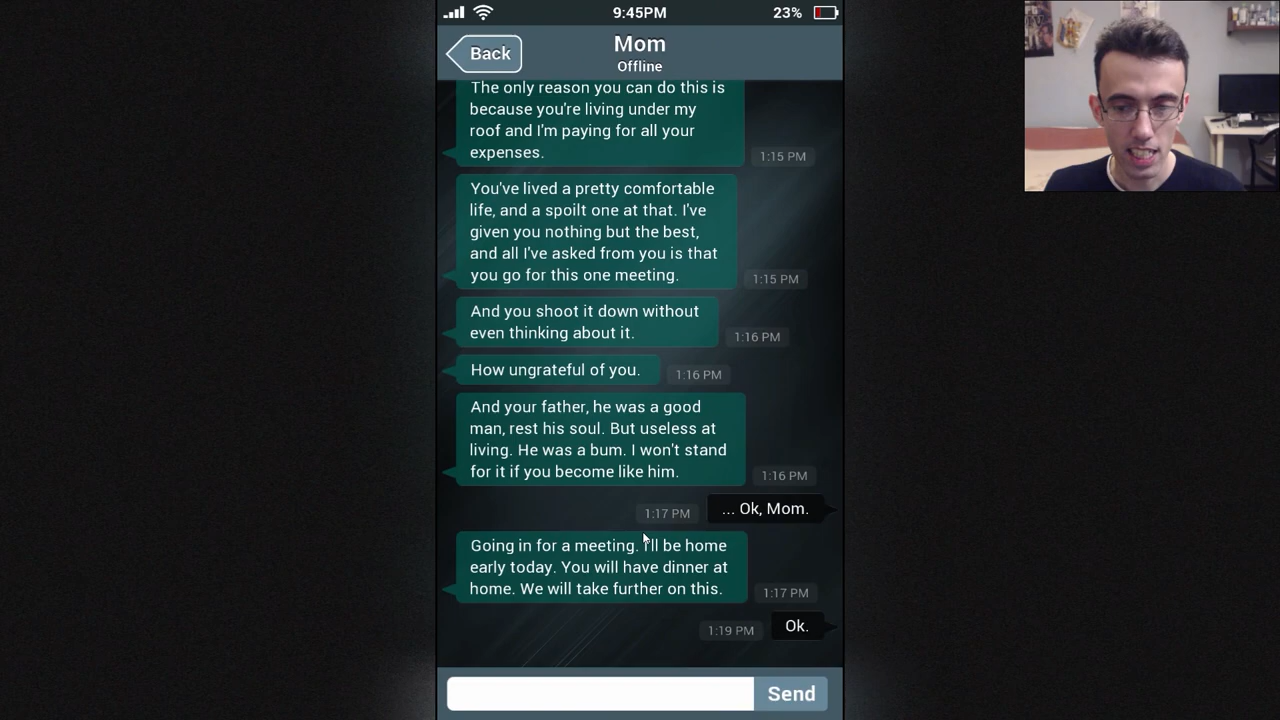 9:45PM
23%
Back
Mom
Offline
The only reason you can do this is
because you're living under my
roof and I'm paying for all your
expenses.
1:15 PM
You've lived a pretty comfortable
life, and a spoilt one at that. I've
given you nothing but the best,
and all I've asked from you is that
you go for this one meeting.
1:15 PM
And you shoot it down without
even thinking about it.
1:16 PM
How ungrateful of you.
1:16 PM
And your father, he was a good
man, rest his soul. But useless at
living. He was a bum. I won't stand
for it if you become like him.
1:16 PM
... Ok, Mom.
1:17 PM
Going in for a meeting. I'll be home
early today. You will have dinner at
home. We will take further on this.
1:17 PM
Ok.
1:19 PM
Send